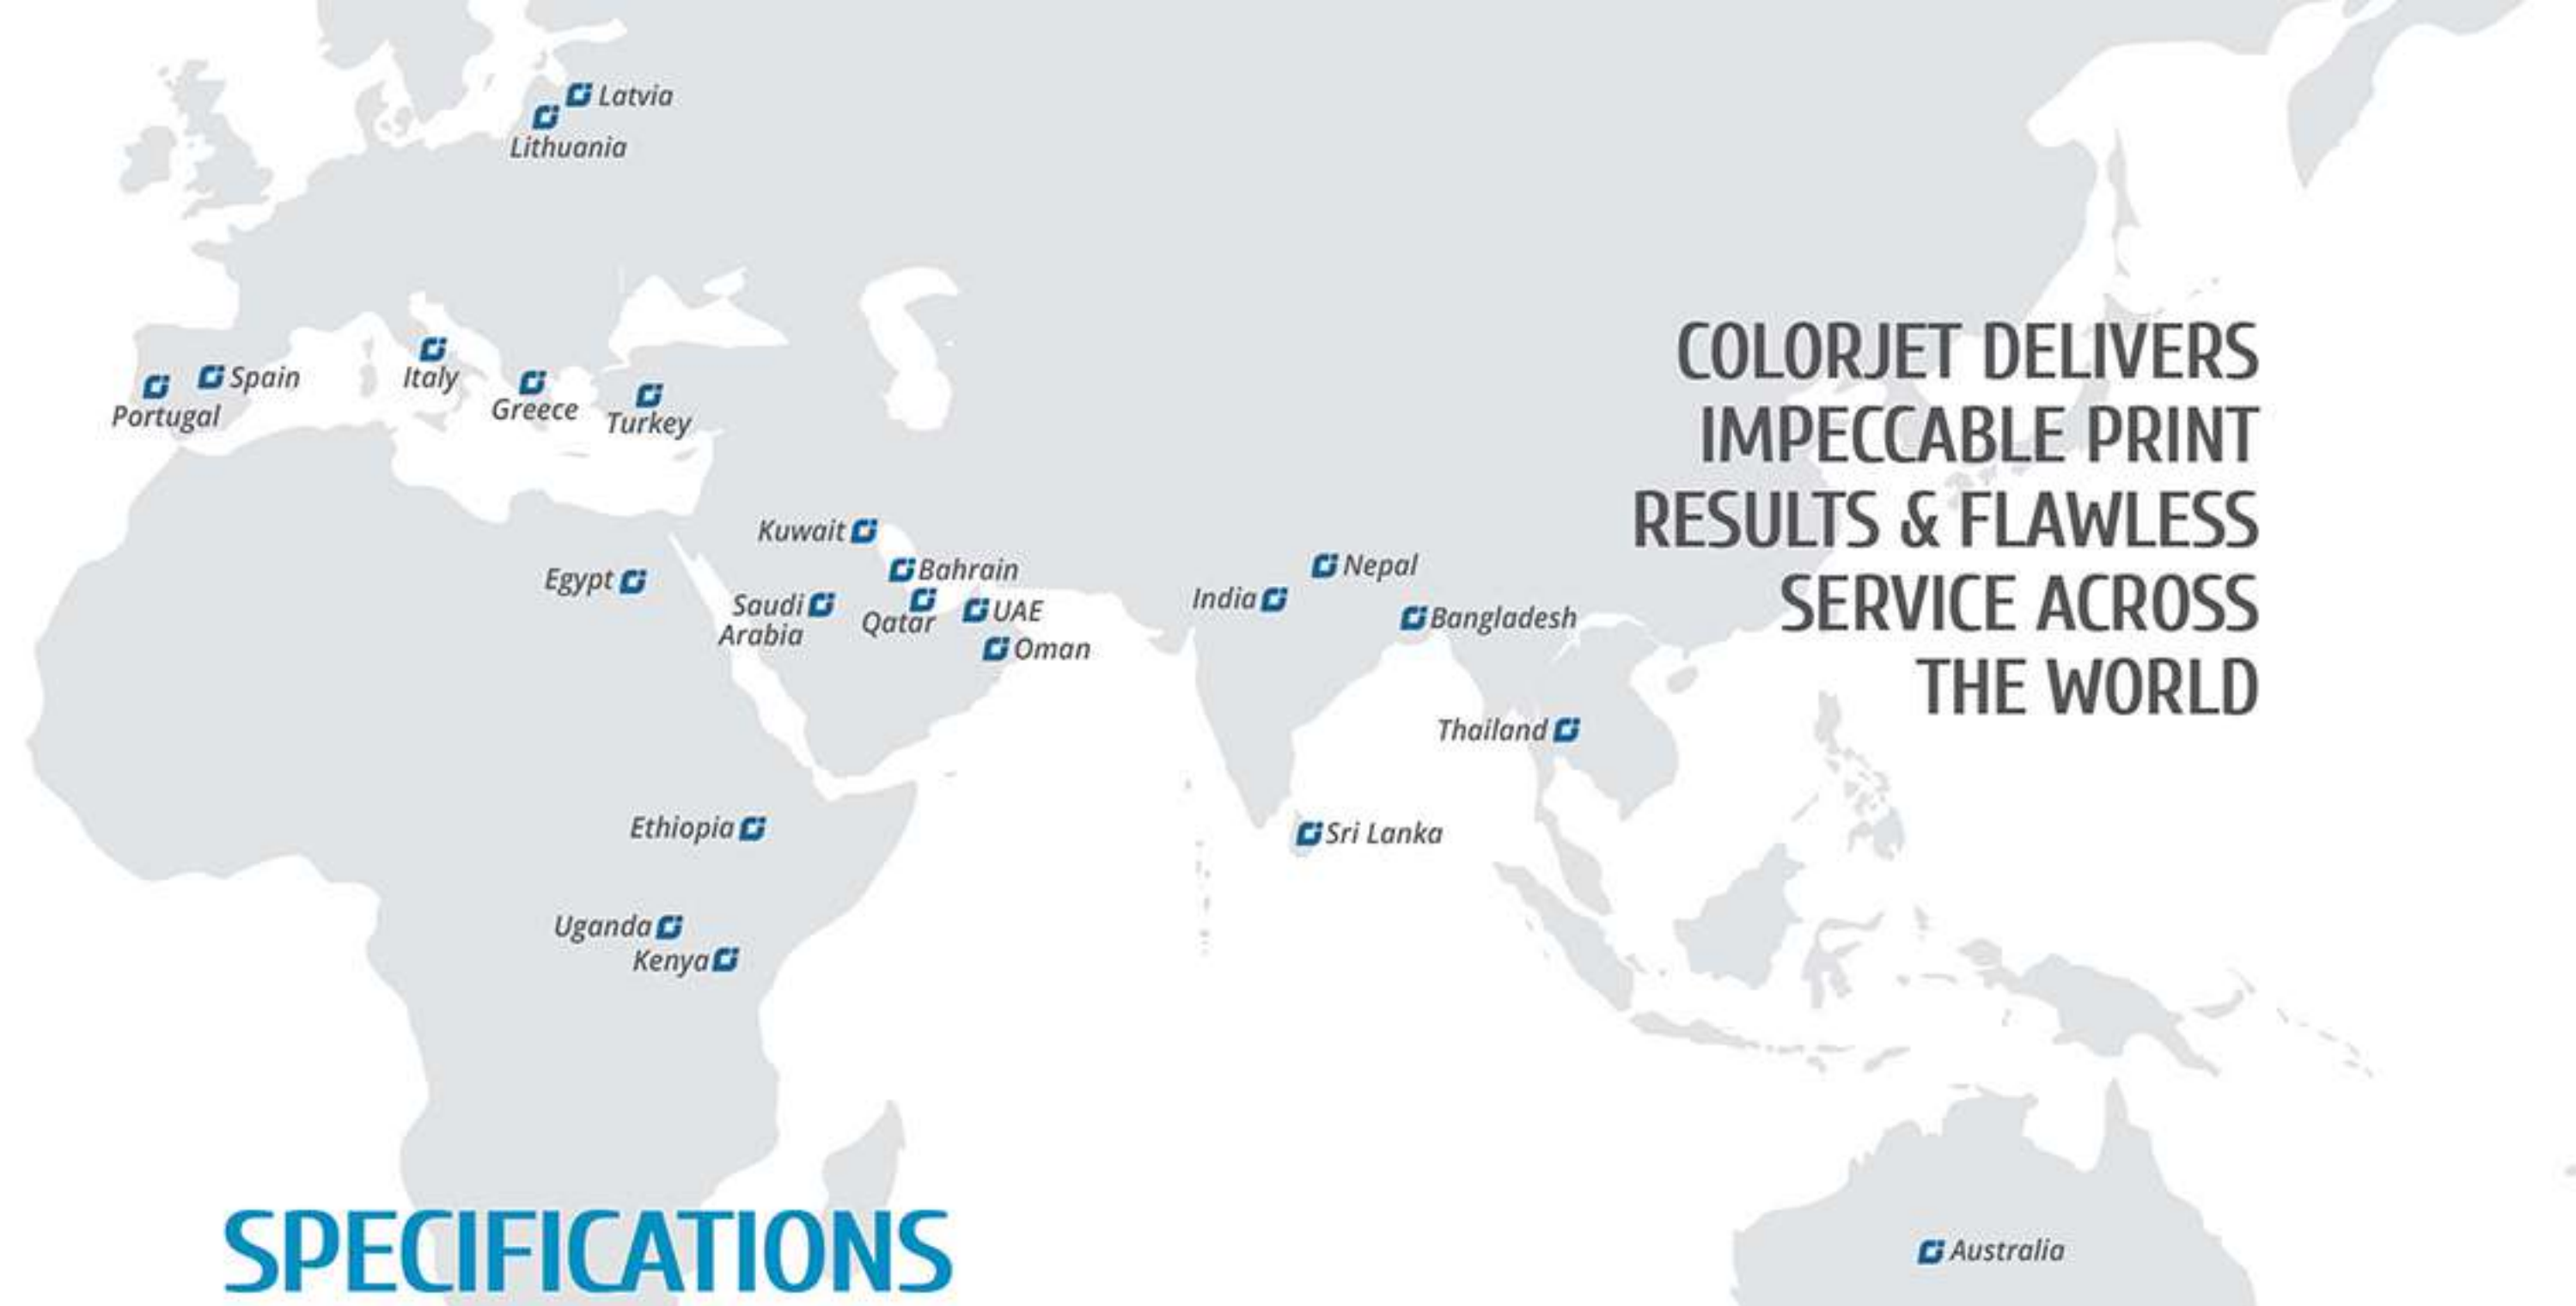 Latvia
Lithuania
Spain
Portugal
Italy
Greece
Turkey
COLORJET DELIVERS
IMPECCABLE PRINT
RESULTS & FLAWLESS
SERVICE ACROSS
THE WORLD
Kuwait
Bahrain
Egypt
Saudi
Arabia
Qatar
UAE
Oman
Nepal
India
Bangladesh
Thailand
Sri Lanka
Ethiopia
Uganda
Kenya
Australia
SPECIFICATIONS